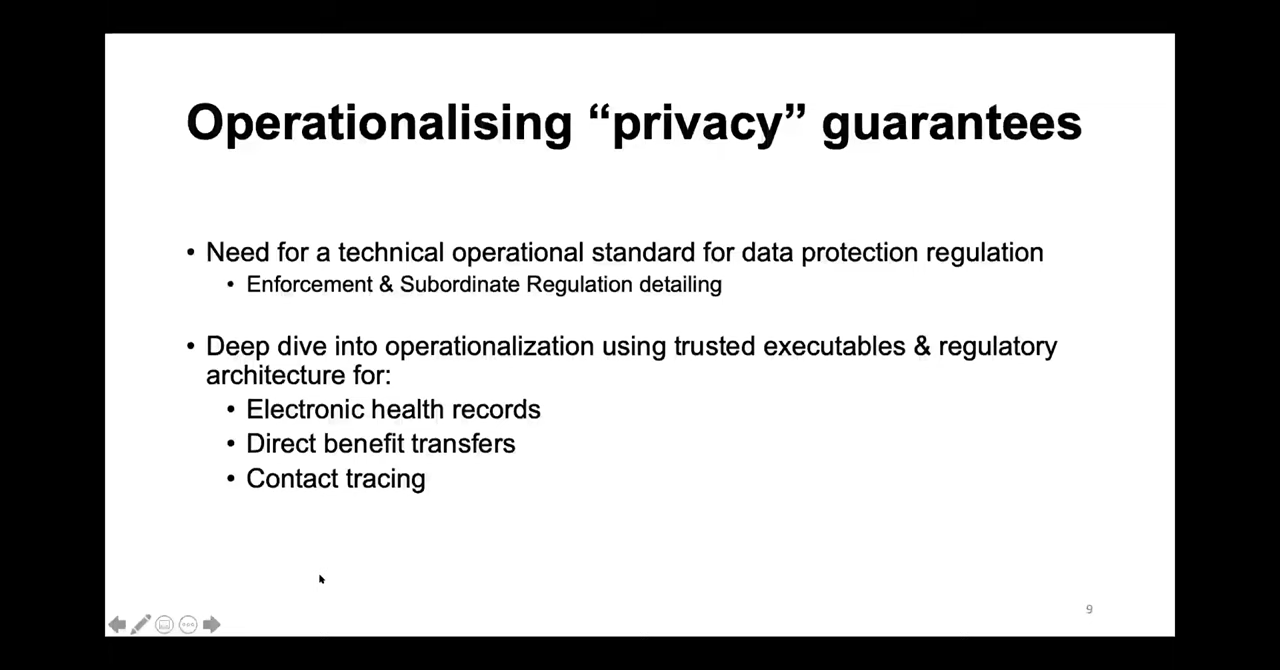 Operationalising “privacy” guarantees
• Need for a technical operational standard for data protection regulation
• Enforcement & Subordinate Regulation detailing
• Deep dive into operationalization using trusted executables & regulatory
architecture for:
• Electronic health records
• Direct benefit transfers
• Contact tracing
9